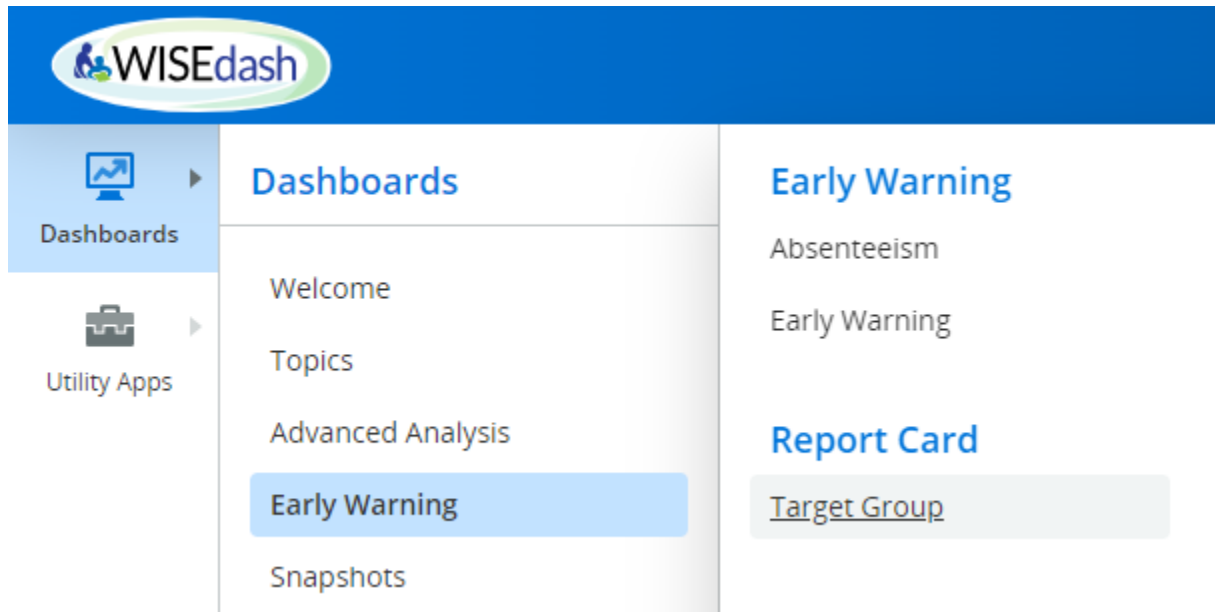 WISEdash
Dashboards
Utility Apps
Dashboards
Welcome
Topics
Advanced Analysis
Early Warning
Snapshots
Early Warning
Absenteeism
Early Warning
Report Card
Target Group